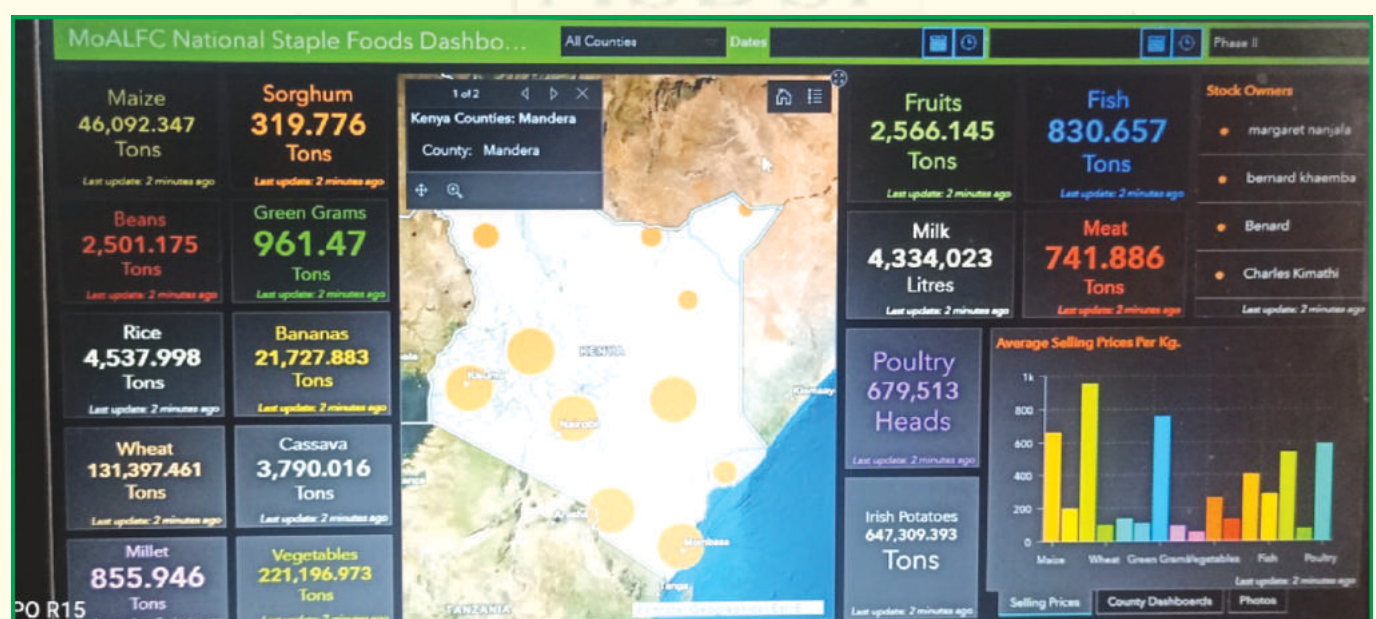 MoALFC National Staple Foods Dashbo...
All Counties
Dates
Phase II
Maize
46,092.347
Tons
Last update: 2 minutes ago
Sorghum
319.776
Tons
Last update: 2 minutes ago
Beans
2,501.175
Tons
Last update: 2 minutes ago
Green Grams
961.47
Tons
Last update: 2 minutes ago
Rice
4,537.998
Tons
Last update: 2 minutes ago
Bananas
21,727.883
Tons
Last update: 2 minutes ago
Wheat
131,397.461
Tons
Last update: 2 minutes ago
Cassava
3,790.016
Tons
Last update: 2 minutes ago
Millet
855.946
Tons
Vegetables
221,196.973
Tons
Last update: 2 minutes ago
PO R15
1 of 2
Kenya Counties: Mandera
County: Mandera
KENYA
Kisumu
Nairobi
Kismaay
Arusha
Mombasa
Tanga
TANZANIA
Fruits
2,566.145
Tons
Last update: 2 minutes ago
Fish
830.657
Tons
Last update: 2 minutes ago
Milk
4,334,023
Litres
Last update: 2 minutes ago
Meat
741.886
Tons
Last update: 2 minutes ago
Stock Owners
margaret nanjala
bernard khaemba
Benard
Charles Kimathi
Last update: 2 minutes ago
Poultry
679,513
Heads
Last update: 2 minutes ago
Irish Potatoes
647,309.393
Tons
Last update: 2 minutes ago
Average Selling Prices Per Kg.
1k
800
600
400
200
0
Maize Wheat Green Grams Vegetables Fish Poultry
Last update: 2 minutes ago
Selling Prices
County Dashboards
Photos